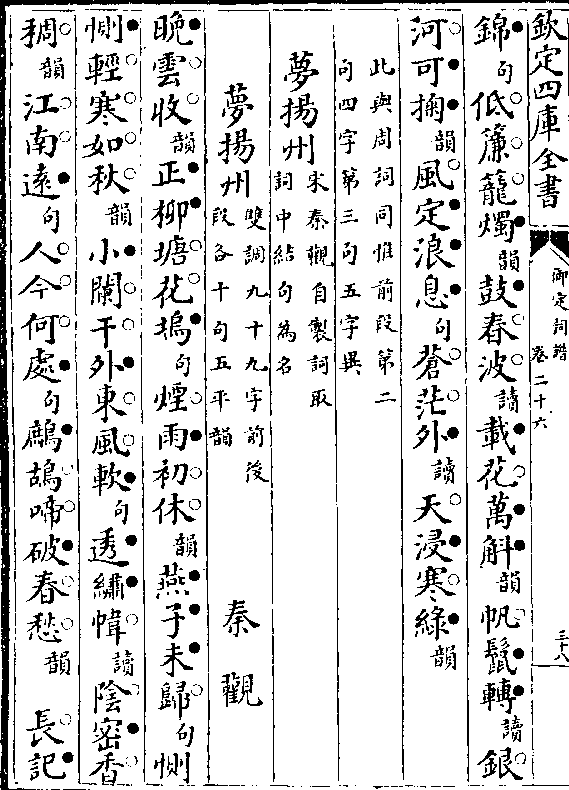 欽定四庫全書
御定詞譜
卷二十六
三十八
錦句低簾籠燭韻鼓春波讀載花萬斛韻帆鬣轉讀銀
河可掬韻風定浪息句蒼茫外讀天浸寒綠韻
此與周詞同惟前段第二
句四字第三句五字異
夢揚州宋秦觀自製詞取
詞中結句為名
夢揚州雙調九十九字前後
段各十句五平韻 秦觀
晚雲收韻正柳塘花塢句煙雨初休韻燕子未歸句惻
惻輕寒如秋韻小闌干外東風軟句透繡幃讀陰密香
稠韻江南遠句人今何處句鷓鴣啼破春愁韻 長記